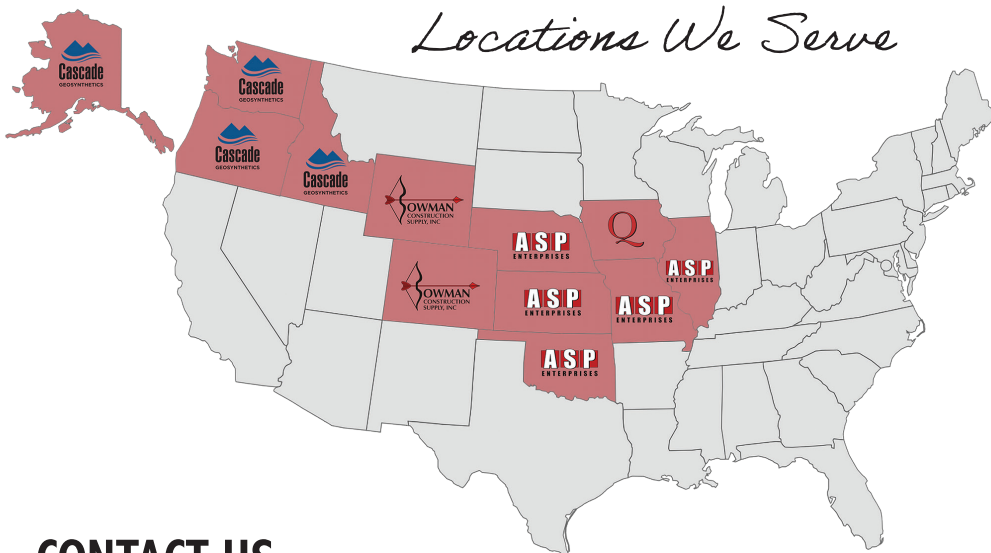 Locations We Serve
Cascade
GEOSYNTHETICS
Cascade
GEOSYNTHETICS
Cascade
GEOSYNTHETICS
Cascade
GEOSYNTHETICS
BOWMAN
CONSTRUCTION
SUPPLY, INC
BOWMAN
CONSTRUCTION
SUPPLY, INC
ASP
ENTERPRISES
Q
ASP
ENTERPRISES
ASP
ENTERPRISES
ASP
ENTERPRISES
ASP
ENTERPRISES
CONTACT US